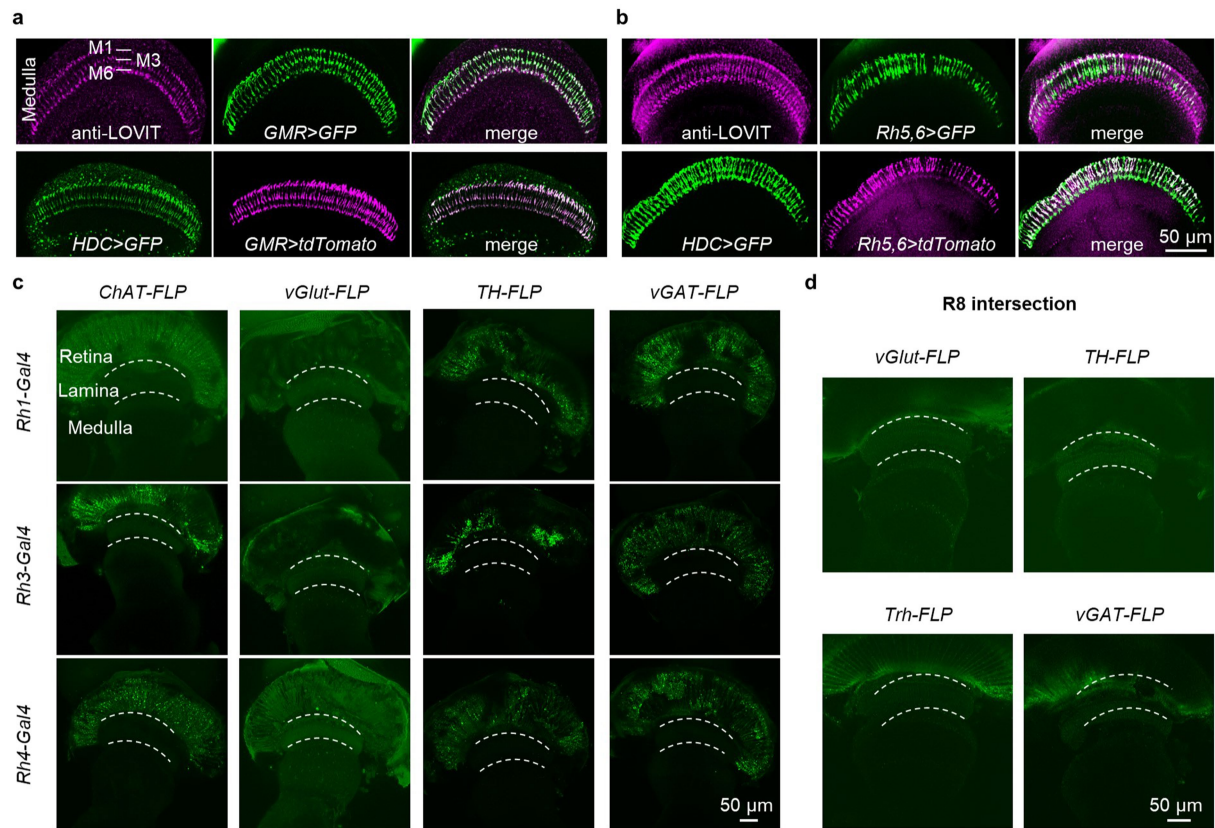 a
b
M1
M3
M6
Medulla
anti-LOVIT
GMR>GFP
merge
anti-LOVIT
Rh5,6>GFP
merge
HDC>GFP
GMR>tdTomato
merge
HDC>GFP
Rh5,6>tdTomato
merge
50 μm
c
ChAT-FLP
vGlut-FLP
TH-FLP
vGAT-FLP
Rh1-Gal4
Retina
Lamina
Medulla
Rh3-Gal4
Rh4-Gal4
50 μm
d
R8 intersection
vGlut-FLP
TH-FLP
Trh-FLP
vGAT-FLP
50 μm